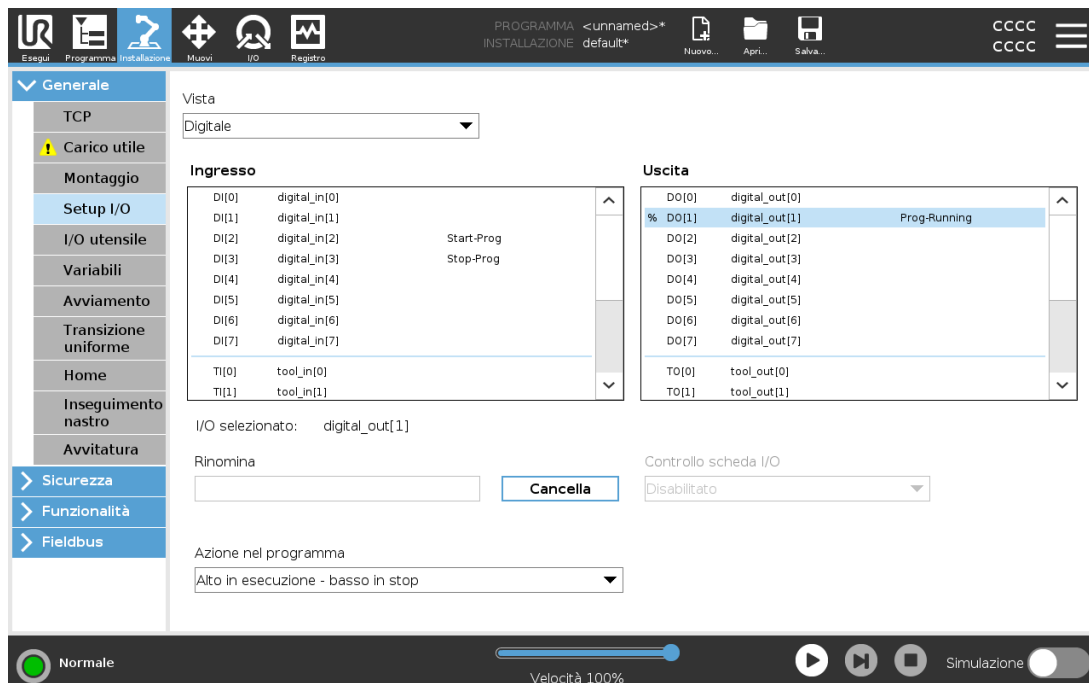 PROGRAMMA <unnamed>*
INSTALLAZIONE default*
CCCC
CCCC
Esegui Programma Installazione Muovi I/O Registro Nuovo... Apri... Salva...
Generale
TCP
Carico utile
Montaggio
Setup I/O
I/O utensile
Variabili
Avviamento
Transizione
uniforme
Home
Inseguimento
nastro
Avvitatura
Sicurezza
Funzionalità
Fieldbus
Vista
Digitale
Ingresso
DI[0] digital_in[0]
DI[1] digital_in[1]
DI[2] digital_in[2] Start-Prog
DI[3] digital_in[3] Stop-Prog
DI[4] digital_in[4]
DI[5] digital_in[5]
DI[6] digital_in[6]
DI[7] digital_in[7]
TI[0] tool_in[0]
TI[1] tool_in[1]
Uscita
DO[0] digital_out[0]
% DO[1] digital_out[1] Prog-Running
DO[2] digital_out[2]
DO[3] digital_out[3]
DO[4] digital_out[4]
DO[5] digital_out[5]
DO[6] digital_out[6]
DO[7] digital_out[7]
TO[0] tool_out[0]
TO[1] tool_out[1]
I/O selezionato: digital_out[1]
Rinomina
Cancella
Controllo scheda I/O
Disabilitato
Azione nel programma
Alto in esecuzione - basso in stop
Normale
Velocità 100%
Simulazione